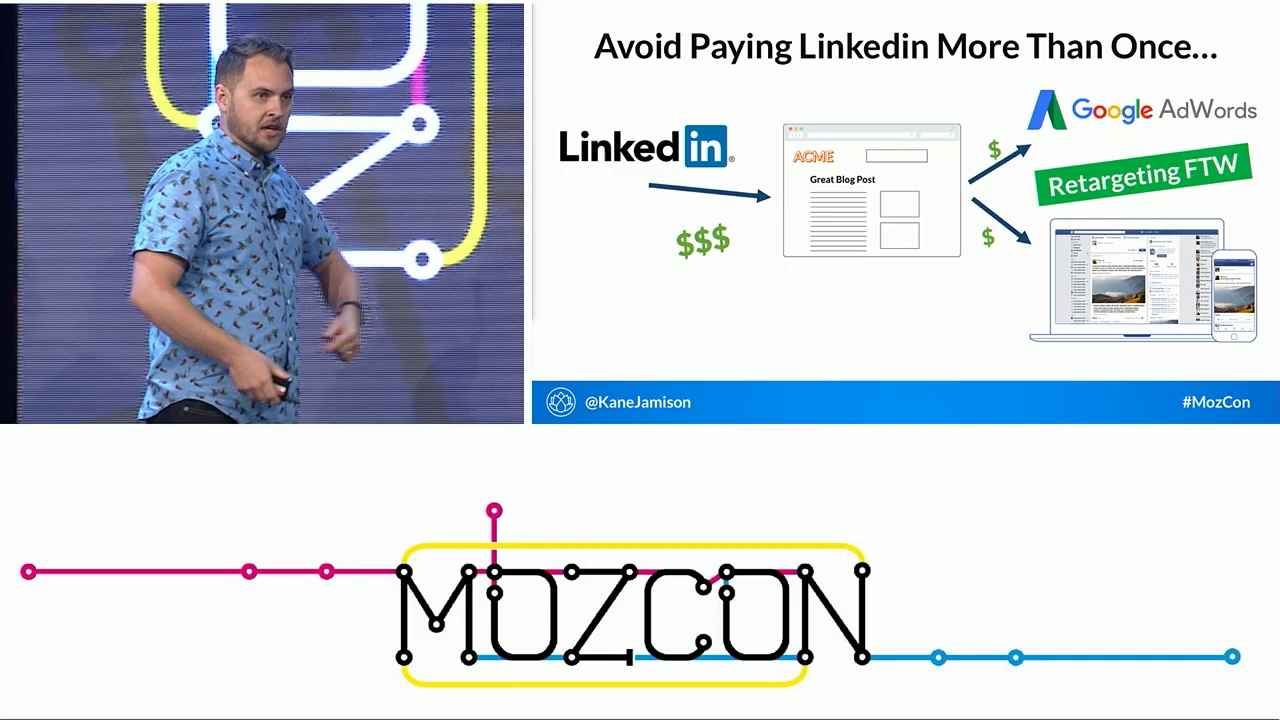 Avoid Paying Linkedin More Than Once...
Linked in ®
$$$
ACME
Great Blog Post
$
$
Google AdWords
Retargeting FTW
@KaneJamison
#MozCon
MOZCON